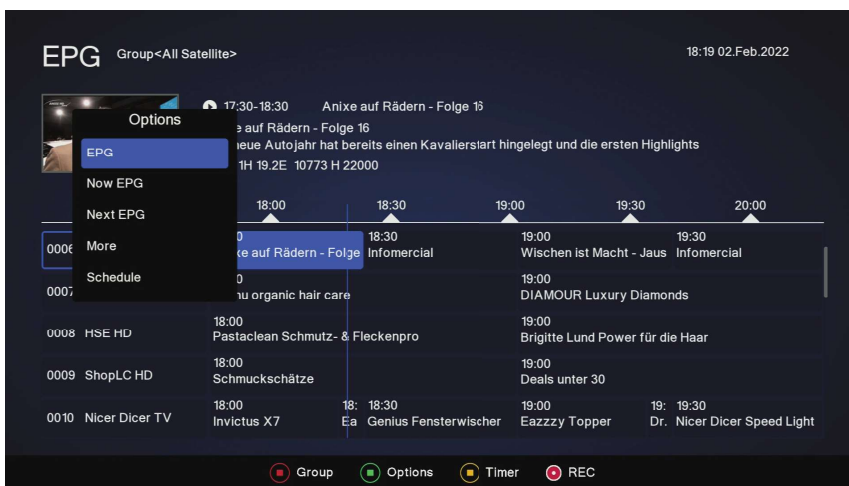 EPG Group<All Satellite> 18:19 02.Feb.2022
17:30-18:30 Anixe auf Rädern - Folge 16
Options
e auf Rädern - Folge 16
neue Autojahr hat bereits einen Kavalierstart hingelegt und die ersten Highlights
1H 19.2E 10773 H 22000
EPG
Now EPG
Next EPG
More
Schedule
18:00 18:30 19:00 19:30 20:00
0 18:30 19:00 19:30
0006 xe auf Rädern - Folge Infomercial Wischen ist Macht - Jaus Infomercial
0 19:00
0007 nu organic hair care DIAMOUR Luxury Diamonds
18:00 19:00
0008 HSE HD Pastaclean Schmutz- & Fleckenpro Brigitte Lund Power für die Haar
18:00 19:00
0009 ShopLC HD Schmuckschätze Deals unter 30
18:00 18: 18:30 19:00 19: 19:30
0010 Nicer Dicer TV Invictus X7 Ea Genius Fensterwischer Eazzzy Topper Dr. Nicer Dicer Speed Light
Group Options Timer REC